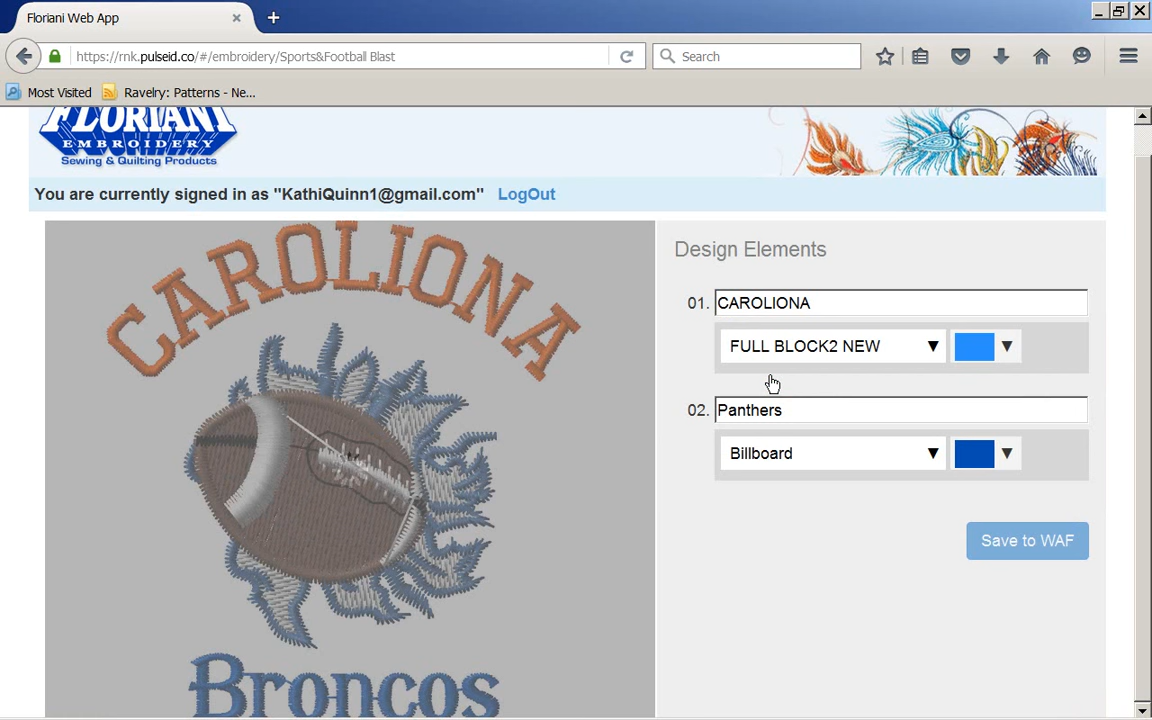 Floriani Web App
https://rnk.pulseid.co/#/embroidery/Sports&Football Blast
Search
Most Visited
Ravelry: Patterns - Ne...
FLORIANI
EMBROIDERY
Sewing & Quilting Products
You are currently signed in as "KathiQuinn1@gmail.com" LogOut
CAROLIONA
Broncos
Design Elements
01. CAROLIONA
FULL BLOCK2 NEW
02. Panthers
Billboard
Save to WAF